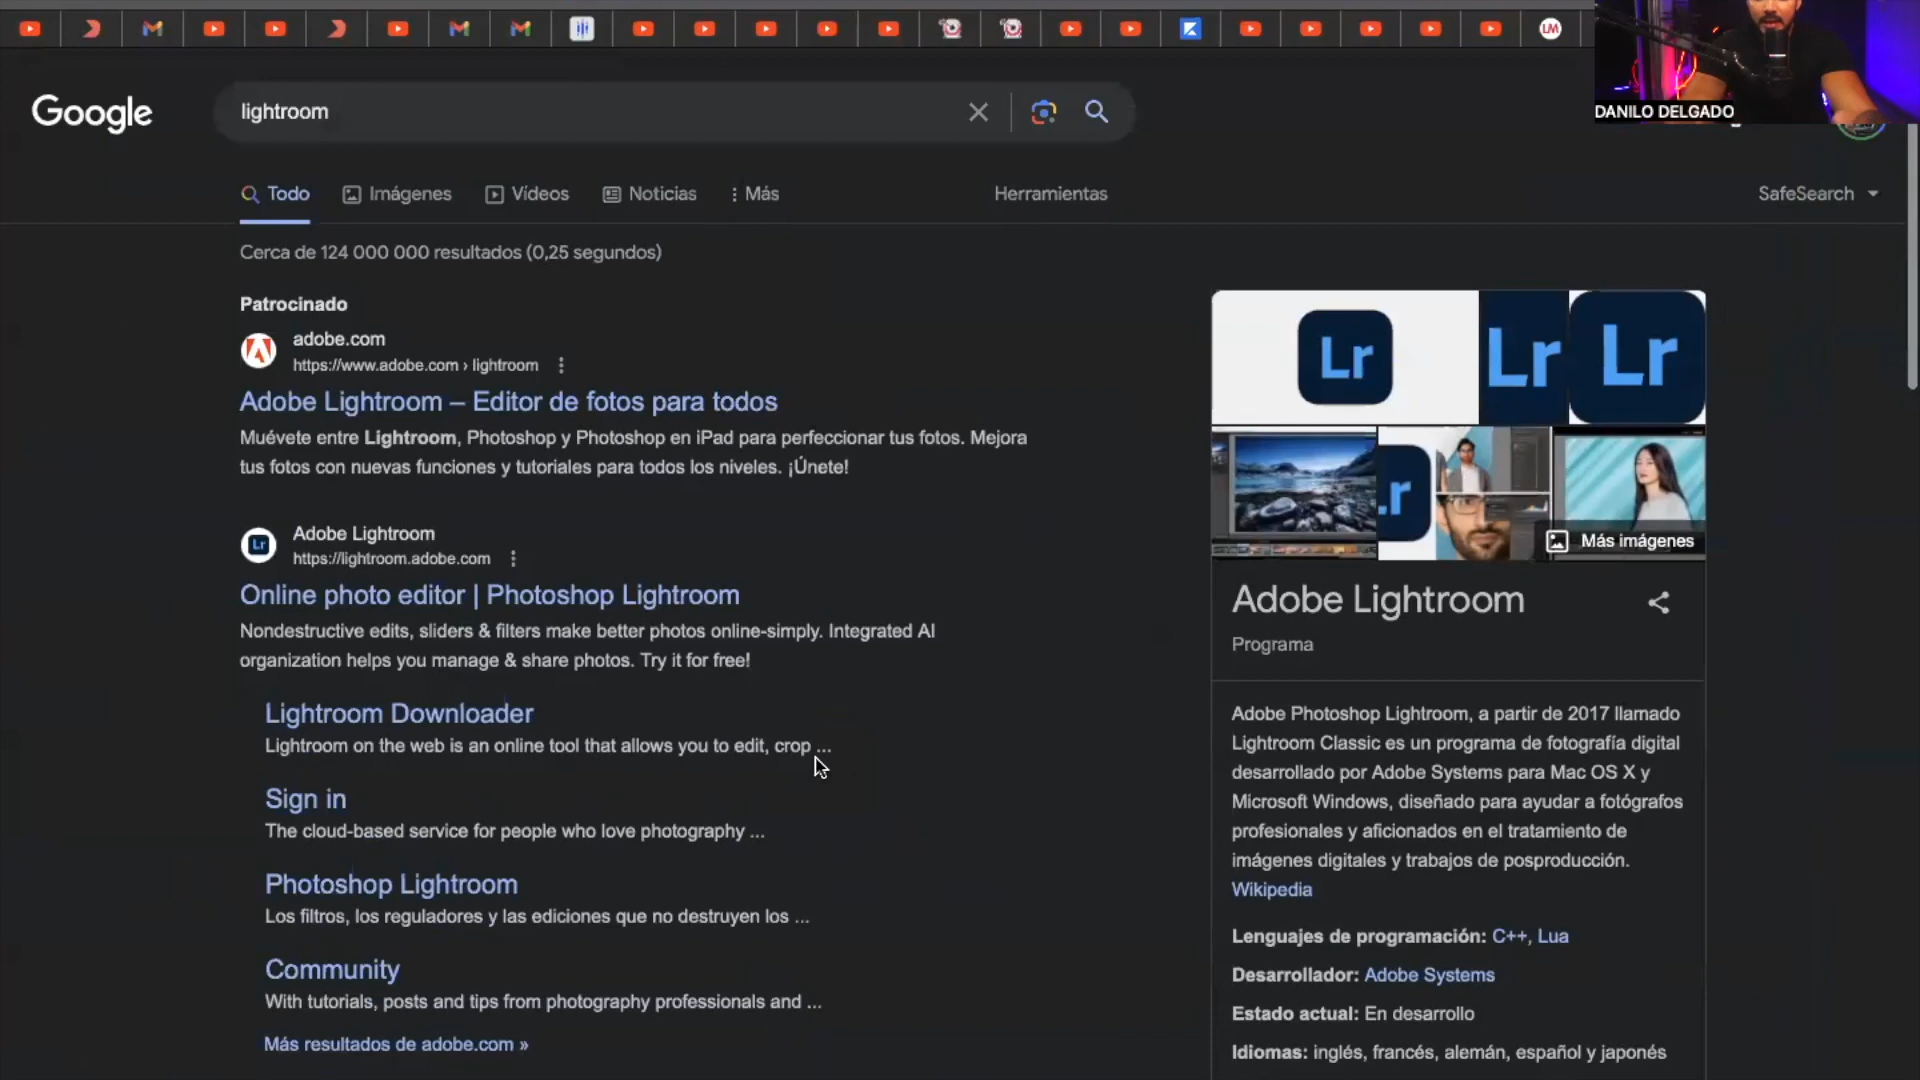 LM
DANILO DELGADO
Google
lightroom
Todo
Imágenes
Vídeos
Noticias
Más
Herramientas
SafeSearch
Cerca de 124 000 000 resultados (0,25 segundos)
Patrocinado
adobe.com
https://www.adobe.com › lightroom
Adobe Lightroom – Editor de fotos para todos
Muévete entre Lightroom, Photoshop y Photoshop en iPad para perfeccionar tus fotos. Mejora
tus fotos con nuevas funciones y tutoriales para todos los niveles. ¡Únete!
Lr
Adobe Lightroom
https://lightroom.adobe.com
Online photo editor | Photoshop Lightroom
Nondestructive edits, sliders & filters make better photos online-simply. Integrated AI
organization helps you manage & share photos. Try it for free!
Lightroom Downloader
Lightroom on the web is an online tool that allows you to edit, crop ...
Sign in
The cloud-based service for people who love photography ...
Photoshop Lightroom
Los filtros, los reguladores y las ediciones que no destruyen los ...
Community
With tutorials, posts and tips from photography professionals and ...
Más resultados de adobe.com »
Lr
Lr
Lr
Lr
Más imágenes
Adobe Lightroom
Programa
Adobe Photoshop Lightroom, a partir de 2017 llamado
Lightroom Classic es un programa de fotografía digital
desarrollado por Adobe Systems para Mac OS X y
Microsoft Windows, diseñado para ayudar a fotógrafos
profesionales y aficionados en el tratamiento de
imágenes digitales y trabajos de posproducción.
Wikipedia
Lenguajes de programación: C++, Lua
Desarrollador: Adobe Systems
Estado actual: En desarrollo
Idiomas: inglés, francés, alemán, español y japonés